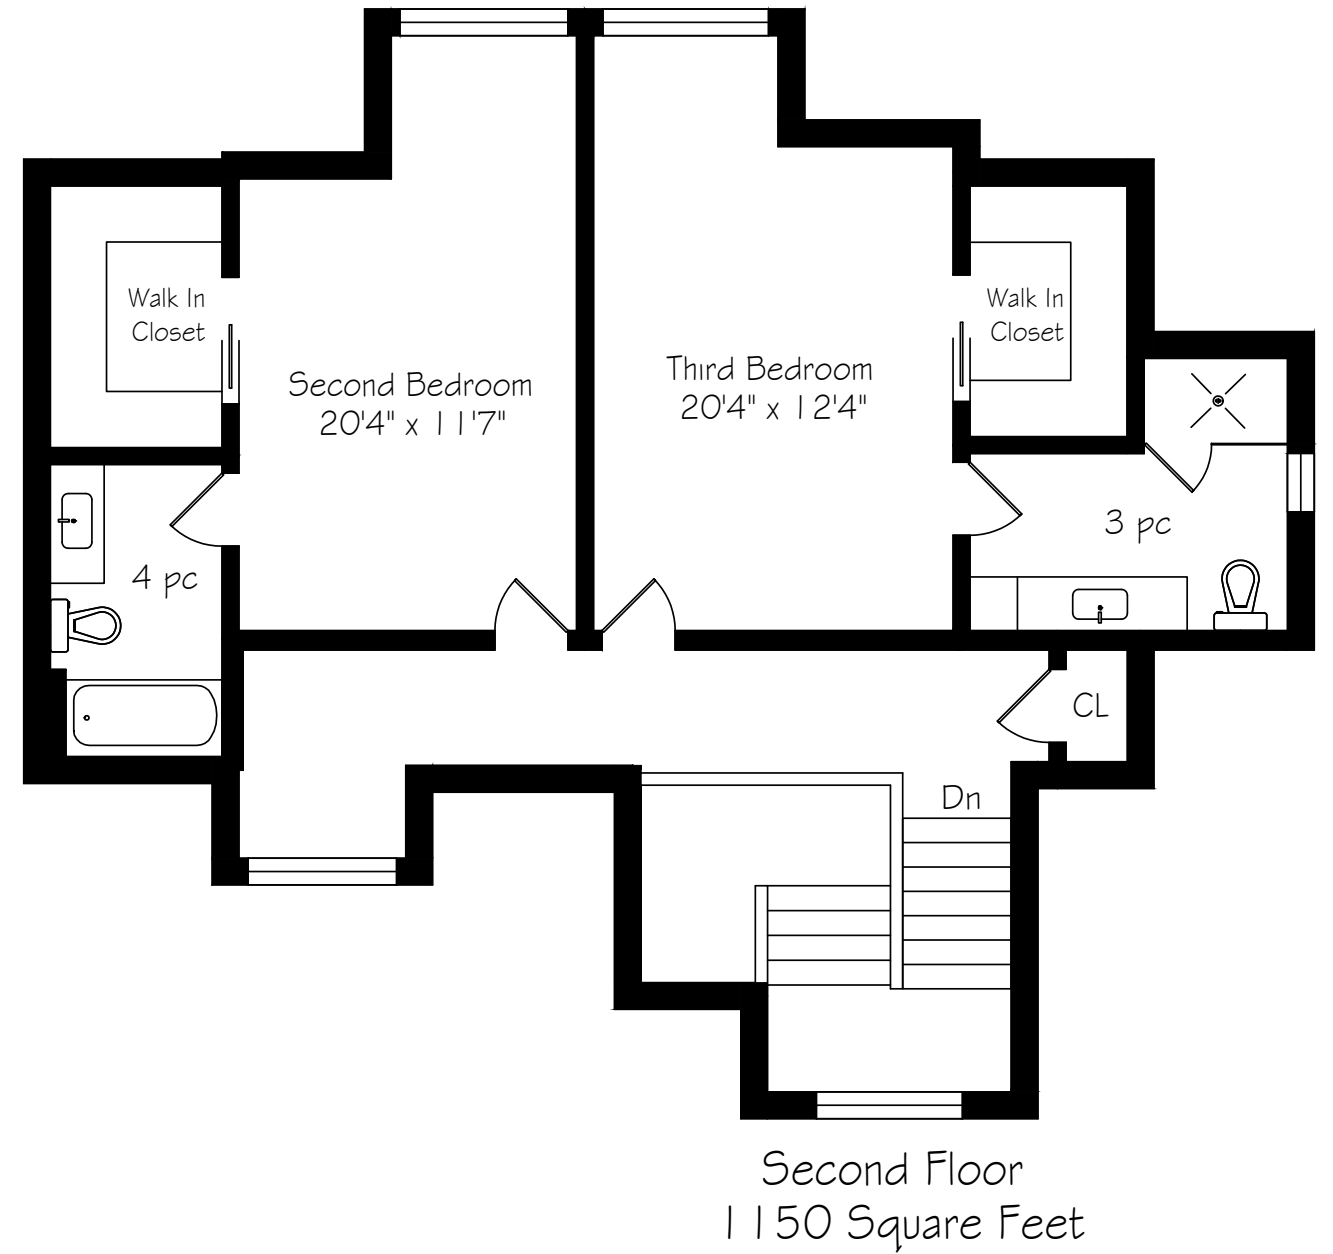 Walk In
Closet
Second Bedroom
20'4" x 11'7"
Third Bedroom
20'4" x 12'4"
Walk In
Closet
4 pc
3 pc
CL
Dn
Second Floor
1150 Square Feet